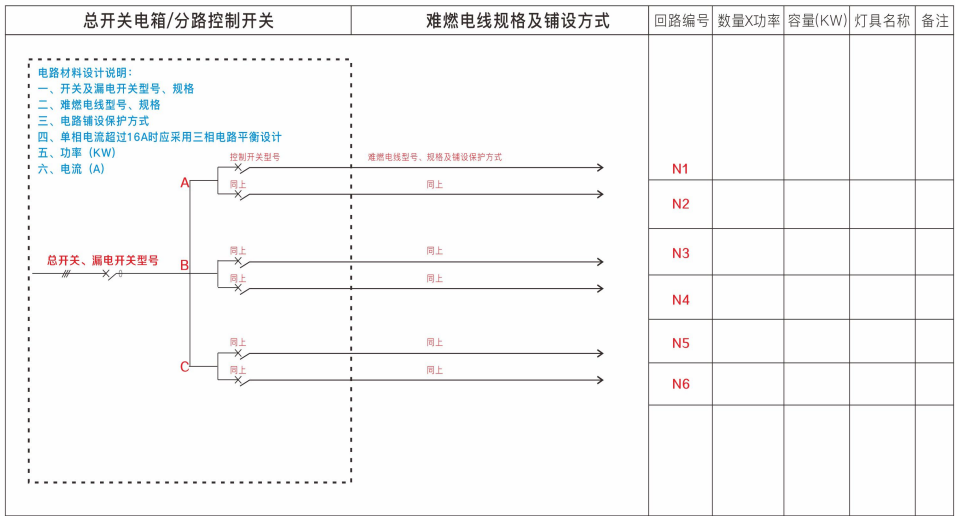 总开关电箱/分路控制开关
难燃电线规格及铺设方式
回路编号
数量X功率
容量(KW)
灯具名称
备注
电路材料设计说明：
一、开关及漏电开关型号、规格
二、难燃电线型号、规格
三、电路铺设保护方式
四、单相电流超过16A时应采用三相电路平衡设计
五、功率（KW）
六、电流（A）
控制开关型号
难燃电线型号、规格及铺设保护方式
N1
A
同上
同上
N2
同上
同上
N3
总开关、漏电开关型号
B
同上
同上
N4
同上
同上
N5
C
同上
同上
N6